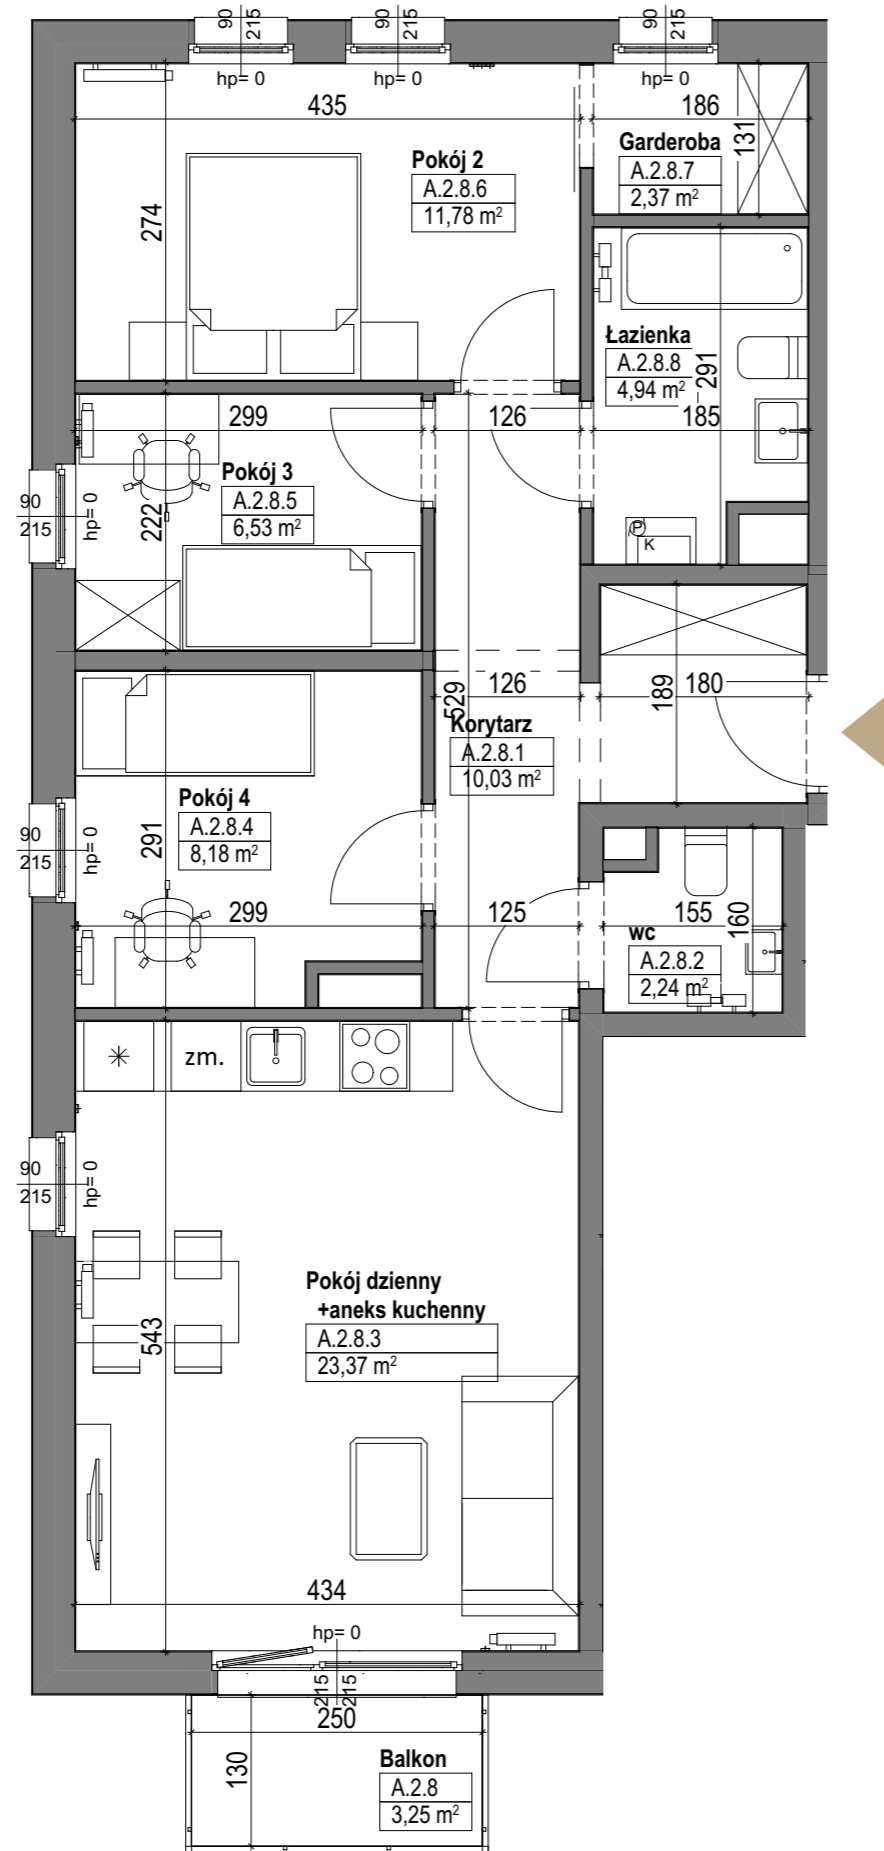 90
215
hp= 0
90
215
hp= 0
90
215
hp= 0
435
186
131
Garderoba
A.2.8.7
2,37 m²
Pokój 2
A.2.8.6
11,78 m²
274
Łazienka
A.2.8.8
4,94 m²
291
185
299
126
Pokój 3
A.2.8.5
6,53 m²
222
90
215
hp= 0
P
K
126
529
189
180
Korytarz
A.2.8.1
10,03 m²
Pokój 4
A.2.8.4
8,18 m²
90
215
hp= 0
291
299
125
155
160
wc
A.2.8.2
2,24 m²
zm.
90
215
hp= 0
Pokój dzienny
+aneks kuchenny
A.2.8.3
23,37 m²
543
434
hp= 0
215
215
250
130
Balkon
A.2.8
3,25 m²